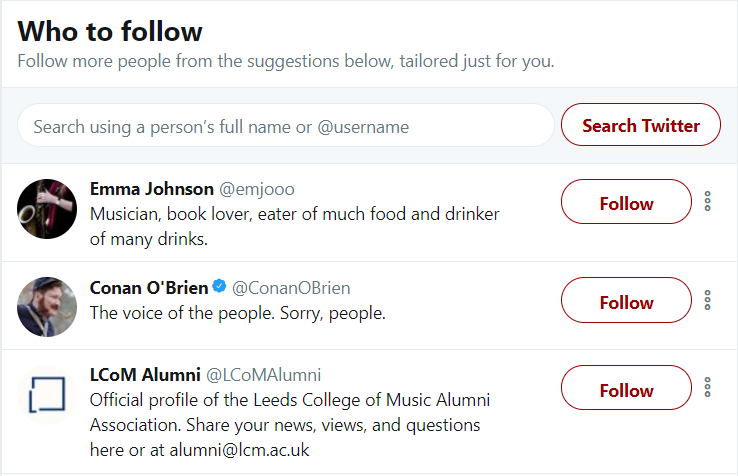 Who to follow
Follow more people from the suggestions below, tailored just for you.
Search using a person’s full name or @username
Search Twitter
Emma Johnson @emjooo
Follow
Musician, book lover, eater of much food and drinker
of many drinks.
Conan O'Brien @ConanOBrien
Follow
The voice of the people. Sorry, people.
LCoM Alumni @LCoMAlumni
Follow
Official profile of the Leeds College of Music Alumni
Association. Share your news, views, and questions
here or at alumni@lcm.ac.uk